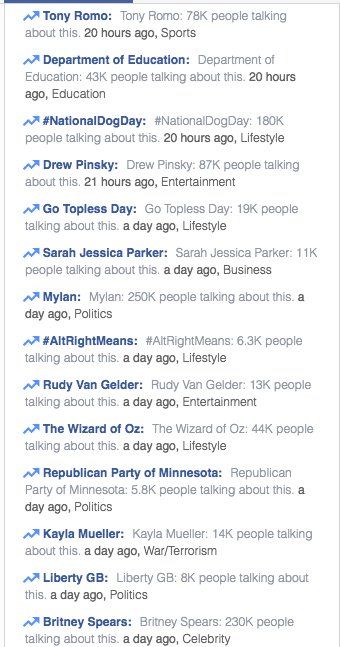 Tony Romo: Tony Romo: 78K people talking
about this. 20 hours ago, Sports
Department of Education: Department of
Education: 43K people talking about this. 20 hours
ago, Education
#NationalDogDay: #NationalDogDay: 180K
people talking about this. 20 hours ago, Lifestyle
Drew Pinsky: Drew Pinsky: 87K people talking
about this. 21 hours ago, Entertainment
Go Topless Day: Go Topless Day: 19K people
talking about this. a day ago, Lifestyle
Sarah Jessica Parker: Sarah Jessica Parker: 11K
people talking about this. a day ago, Business
Mylan: Mylan: 250K people talking about this. a
day ago, Politics
#AltRightMeans: #AltRightMeans: 6.3K people
talking about this. a day ago, Lifestyle
Rudy Van Gelder: Rudy Van Gelder: 13K people
talking about this. a day ago, Entertainment
The Wizard of Oz: The Wizard of Oz: 44K people
talking about this. a day ago, Lifestyle
Republican Party of Minnesota: Republican
Party of Minnesota: 5.8K people talking about this. a
day ago, Politics
Kayla Mueller: Kayla Mueller: 14K people talking
about this. a day ago, War/Terrorism
Liberty GB: Liberty GB: 8K people talking about
this. a day ago, Politics
Britney Spears: Britney Spears: 230K people
talking about this. a day ago, Celebrity